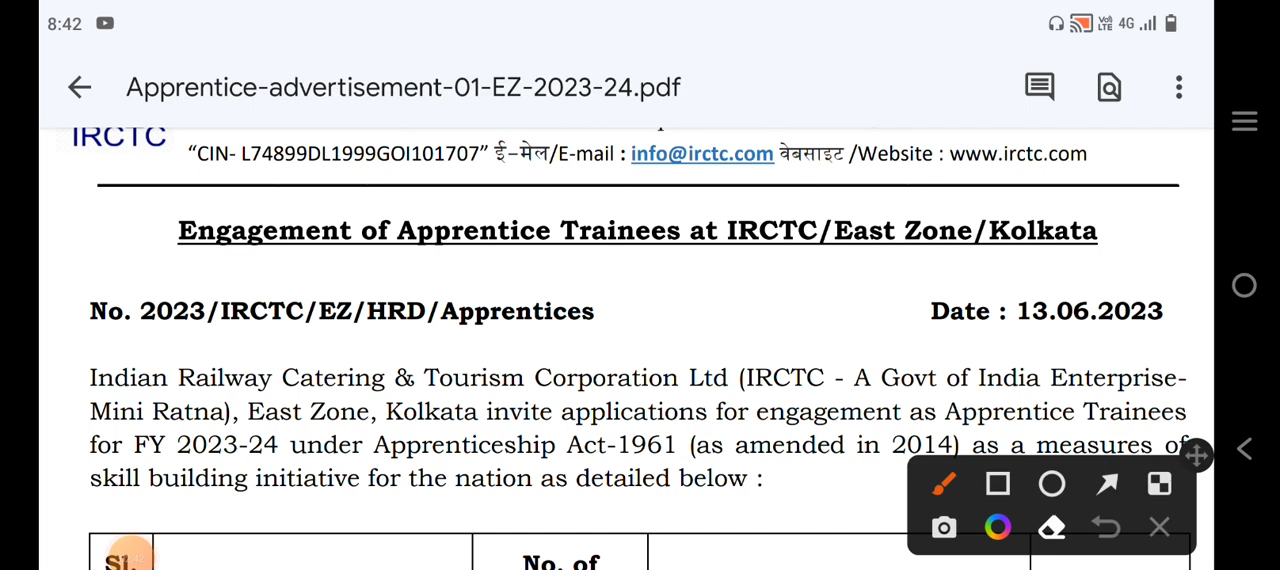 8:42 VoI LTE 4G
Apprentice-advertisement-01-EZ-2023-24.pdf
IRCTC
“CIN- L74899DL1999GOI101707” ई-मेल/E-mail : info@irctc.com वेबसाइट /Website : www.irctc.com
Engagement of Apprentice Trainees at IRCTC/East Zone/Kolkata
No. 2023/IRCTC/EZ/HRD/Apprentices Date : 13.06.2023
Indian Railway Catering & Tourism Corporation Ltd (IRCTC - A Govt of India Enterprise-
Mini Ratna), East Zone, Kolkata invite applications for engagement as Apprentice Trainees
for FY 2023-24 under Apprenticeship Act-1961 (as amended in 2014) as a measures of
skill building initiative for the nation as detailed below :
Sl. No. of